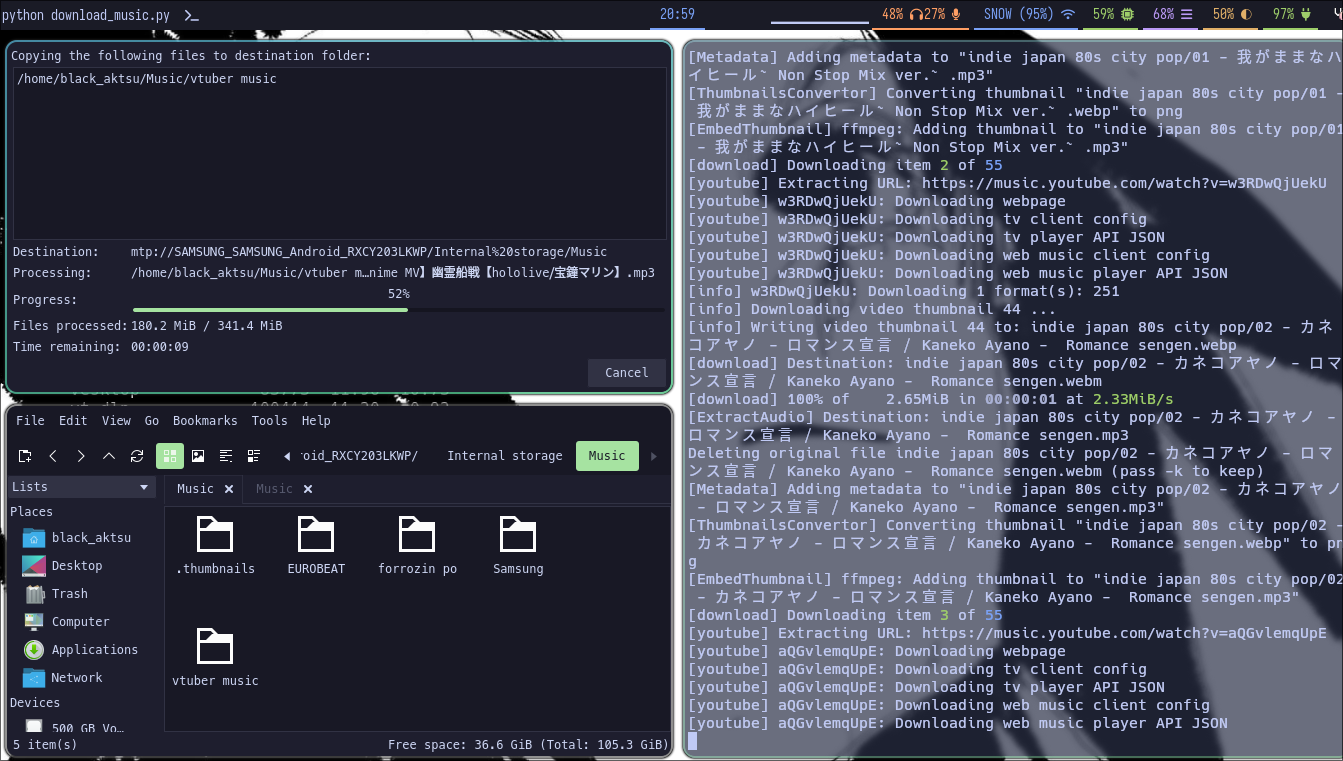 python download_music.py
20:59
48% 27%
SNOW (95%)
59%
68%
50%
97%
Copying the following files to destination folder:
/home/black_aktsu/Music/vtuber music
Destination: mtp://SAMSUNG_SAMSUNG_Android_RXCY203LKWP/Internal%20storage/Music
Processing: /home/black_aktsu/Music/vtuber m…nime MV】幽霊船戦【hololive/宝鐘マリン】.mp3
52%
Progress:
Files processed: 180.2 MiB / 341.4 MiB
Time remaining: 00:00:09
Cancel
File Edit View Go Bookmarks Tools Help
roid_RXCY203LKWP/ Internal storage Music
Lists
Music Music
Places
black_aktsu
Desktop
Trash
Computer
Applications
Network
Devices
500 GB Vo…
.thumbnails EUROBEAT forrozin po Samsung
vtuber music
5 item(s)
Free space: 36.6 GiB (Total: 105.3 GiB)
[Metadata] Adding metadata to "indie japan 80s city pop/01 - 我がままなハ
イヒール~ Non Stop Mix ver.~ .mp3"
[ThumbnailsConvertor] Converting thumbnail "indie japan 80s city pop/01 -
我がままなハイヒール~ Non Stop Mix ver.~ .webp" to png
[EmbedThumbnail] ffmpeg: Adding thumbnail to "indie japan 80s city pop/01
- 我がままなハイヒール~ Non Stop Mix ver.~ .mp3"
[download] Downloading item 2 of 55
[youtube] Extracting URL: https://music.youtube.com/watch?v=w3RDwQjUekU
[youtube] w3RDwQjUekU: Downloading webpage
[youtube] w3RDwQjUekU: Downloading tv client config
[youtube] w3RDwQjUekU: Downloading tv player API JSON
[youtube] w3RDwQjUekU: Downloading web music client config
[youtube] w3RDwQjUekU: Downloading web music player API JSON
[info] w3RDwQjUekU: Downloading 1 format(s): 251
[info] Downloading video thumbnail 44 ...
[info] Writing video thumbnail 44 to: indie japan 80s city pop/02 - カネ
コアヤノ - ロマンス宣言 / Kaneko Ayano - Romance sengen.webp
[download] Destination: indie japan 80s city pop/02 - カネコアヤノ - ロマ
ンス宣言 / Kaneko Ayano - Romance sengen.webm
[download] 100% of 2.65MiB in 00:00:01 at 2.33MiB/s
[ExtractAudio] Destination: indie japan 80s city pop/02 - カネコアヤノ -
ロマンス宣言 / Kaneko Ayano - Romance sengen.mp3
Deleting original file indie japan 80s city pop/02 - カネコアヤノ - ロマ
ンス宣言 / Kaneko Ayano - Romance sengen.webm (pass -k to keep)
[Metadata] Adding metadata to "indie japan 80s city pop/02 - カネコアヤノ
- ロマンス宣言 / Kaneko Ayano - Romance sengen.mp3"
[ThumbnailsConvertor] Converting thumbnail "indie japan 80s city pop/02 -
カネコアヤノ - ロマンス宣言 / Kaneko Ayano - Romance sengen.webp" to pn
g
[EmbedThumbnail] ffmpeg: Adding thumbnail to "indie japan 80s city pop/02
- カネコアヤノ - ロマンス宣言 / Kaneko Ayano - Romance sengen.mp3"
[download] Downloading item 3 of 55
[youtube] Extracting URL: https://music.youtube.com/watch?v=aQGvlemqUpE
[youtube] aQGvlemqUpE: Downloading webpage
[youtube] aQGvlemqUpE: Downloading tv client config
[youtube] aQGvlemqUpE: Downloading tv player API JSON
[youtube] aQGvlemqUpE: Downloading web music client config
[youtube] aQGvlemqUpE: Downloading web music player API JSON